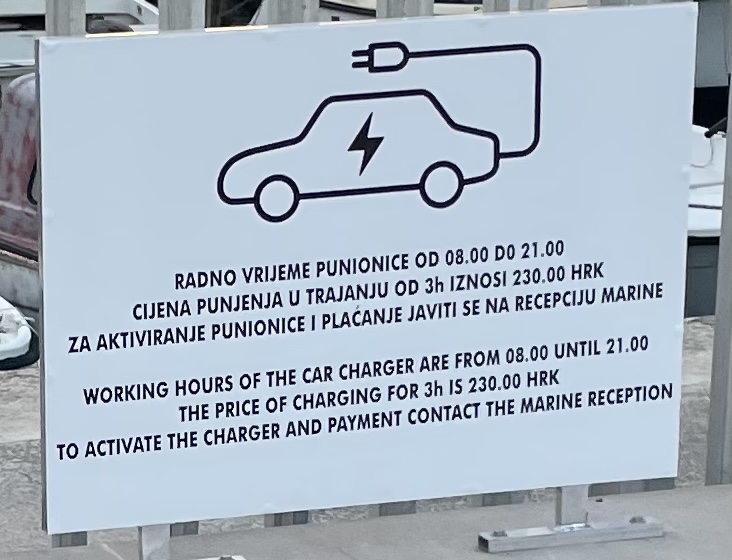 RADNO VRIJEME PUNIONICE OD 08.00 DO 21.00
CIJENA PUNJENJA U TRAJANJU OD 3h IZNOSI 230.00 HRK
ZA AKTIVIRANJE PUNIONICE I PLAĆANJE JAVITI SE NA RECEPCIJU MARINE
WORKING HOURS OF THE CAR CHARGER ARE FROM 08.00 UNTIL 21.00
THE PRICE OF CHARGING FOR 3h IS 230.00 HRK
TO ACTIVATE THE CHARGER AND PAYMENT CONTACT THE MARINE RECEPTION